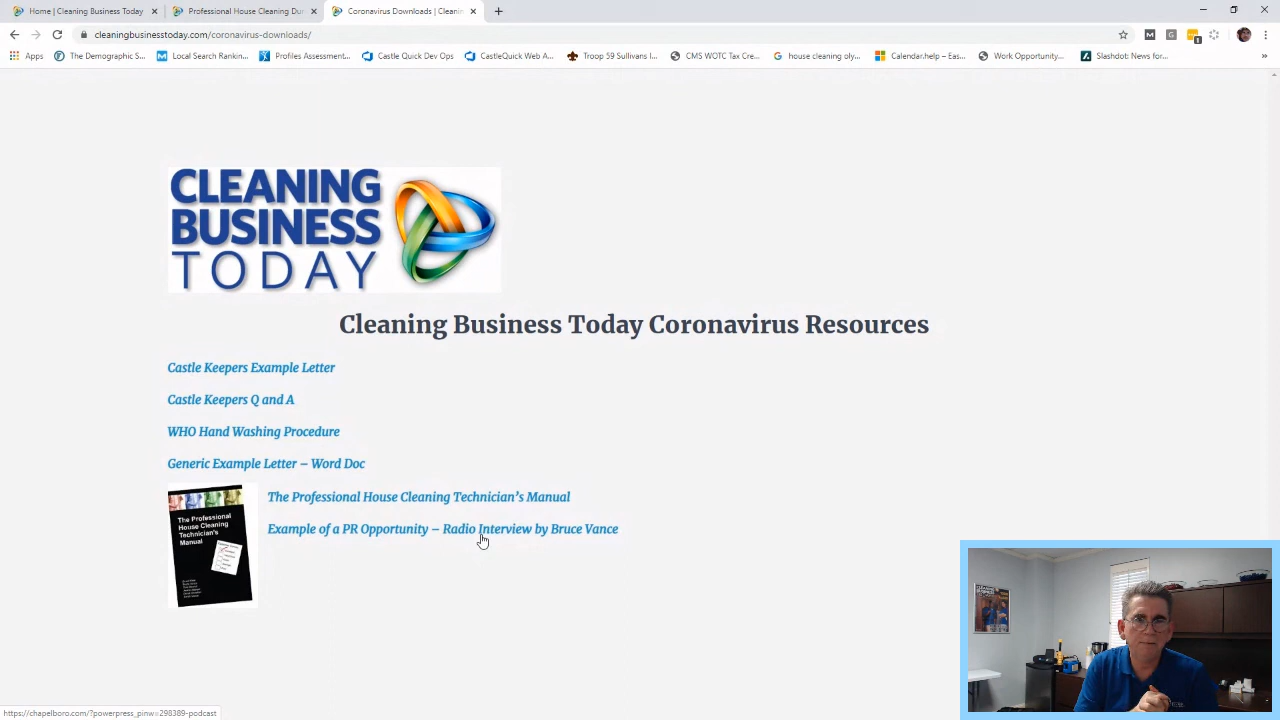 Home | Cleaning Business Today
Professional House Cleaning Dur
Coronavirus Downloads | Cleanin
cleaningbusinesstoday.com/coronavirus-downloads/
Apps
The Demographic S...
Local Search Rankin...
Profiles Assessment...
Castle Quick Dev Ops
CastleQuick Web A...
Troop 59 Sullivans I...
CMS WOTC Tax Cre...
house cleaning oly...
Calendar.help – Eas...
Work Opportunity...
Slashdot: News for...
CLEANING
BUSINESS
TODAY
Cleaning Business Today Coronavirus Resources
Castle Keepers Example Letter
Castle Keepers Q and A
WHO Hand Washing Procedure
Generic Example Letter – Word Doc
The Professional
House Cleaning
Technician's
Manual
The Professional House Cleaning Technician's Manual
Example of a PR Opportunity – Radio Interview by Bruce Vance
https://chapelboro.com/?powerpress_pinw=298389-podcast